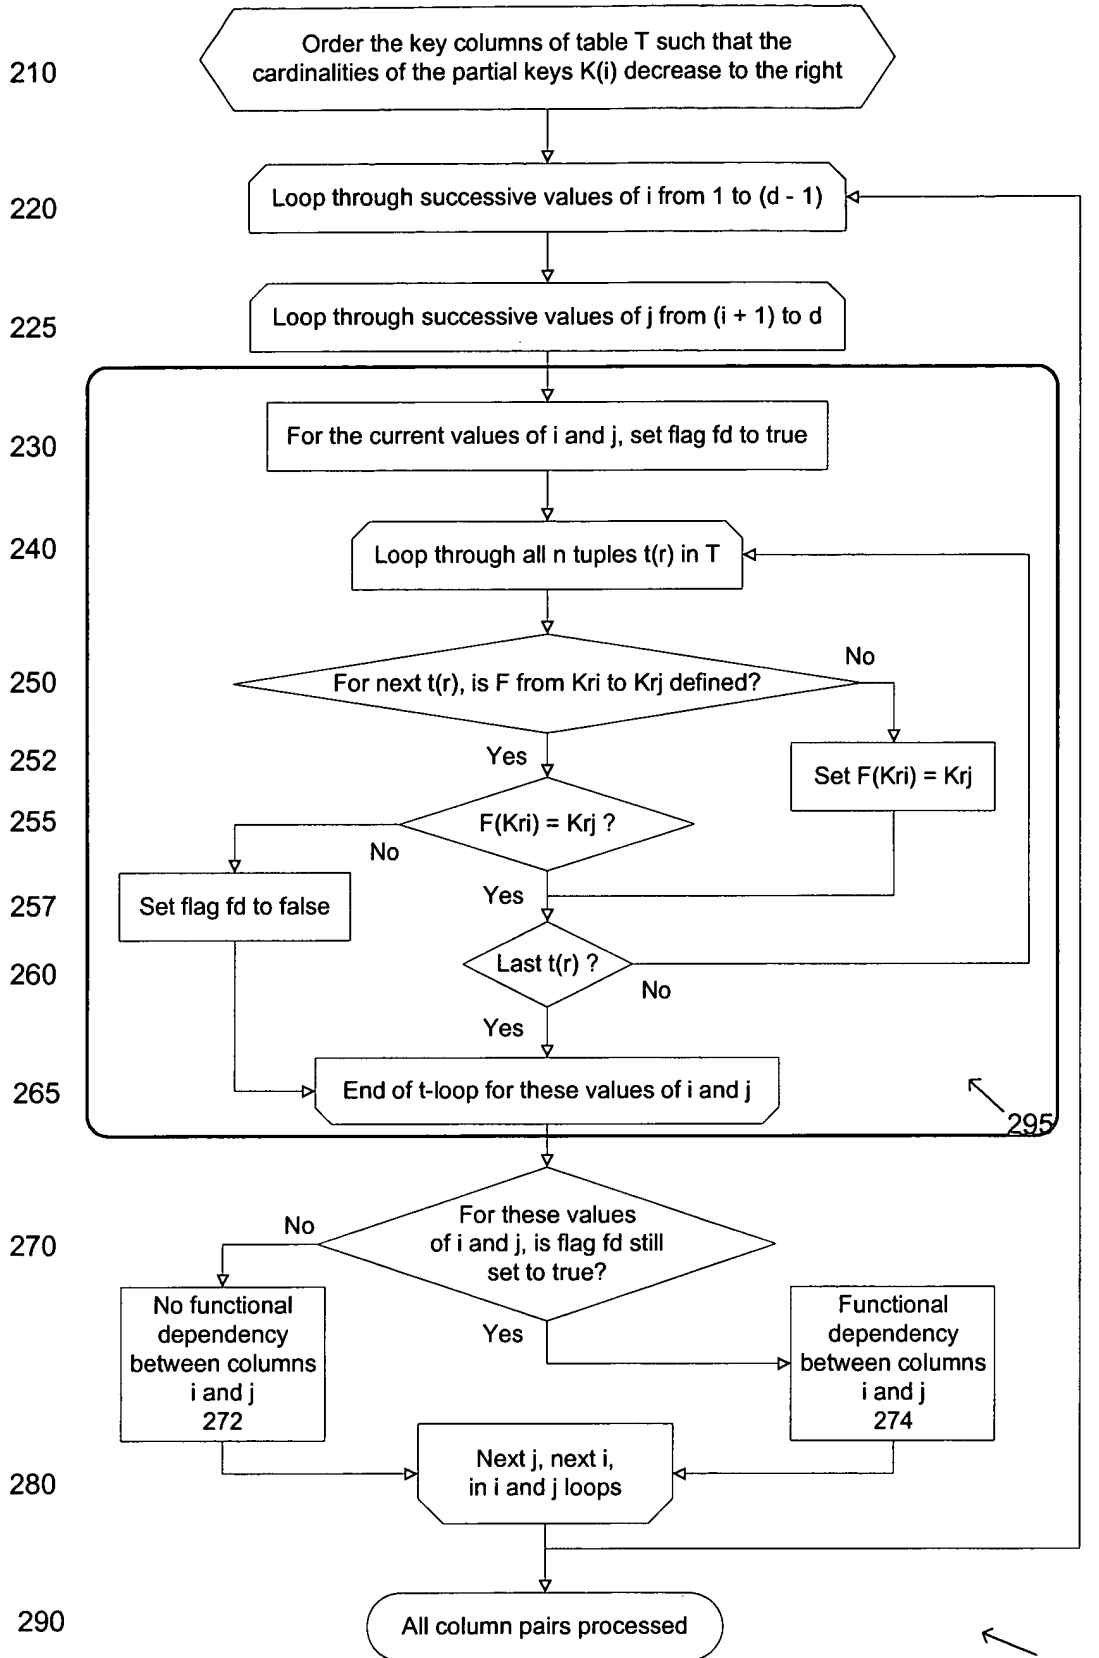 Order the key columns of table T such that the
210
cardinalities of the partial keys K(i) decrease to the right
220
Loop through successive values of i from 1 to (d - 1)
225
Loop through successive values of j from (i + 1) to d
230
For the current values of i and j, set flag fd to true
240
Loop through all n tuples t(r) in T
No
250
For next t(r), is F from Kri to Krj defined?
252
Yes
Set F(Kri) = Krj
255
F(Kri) = Krj ?
No
257
Set flag fd to false
Yes
260
Last t(r) ?
No
Yes
265
End of t-loop for these values of i and j
295
270
No
For these values
of i and j, is flag fd still
set to true?
Yes
No functional
dependency
between columns
i and j
272
Functional
dependency
between columns
i and j
274
280
Next j, next i,
in i and j loops
290
All column pairs processed